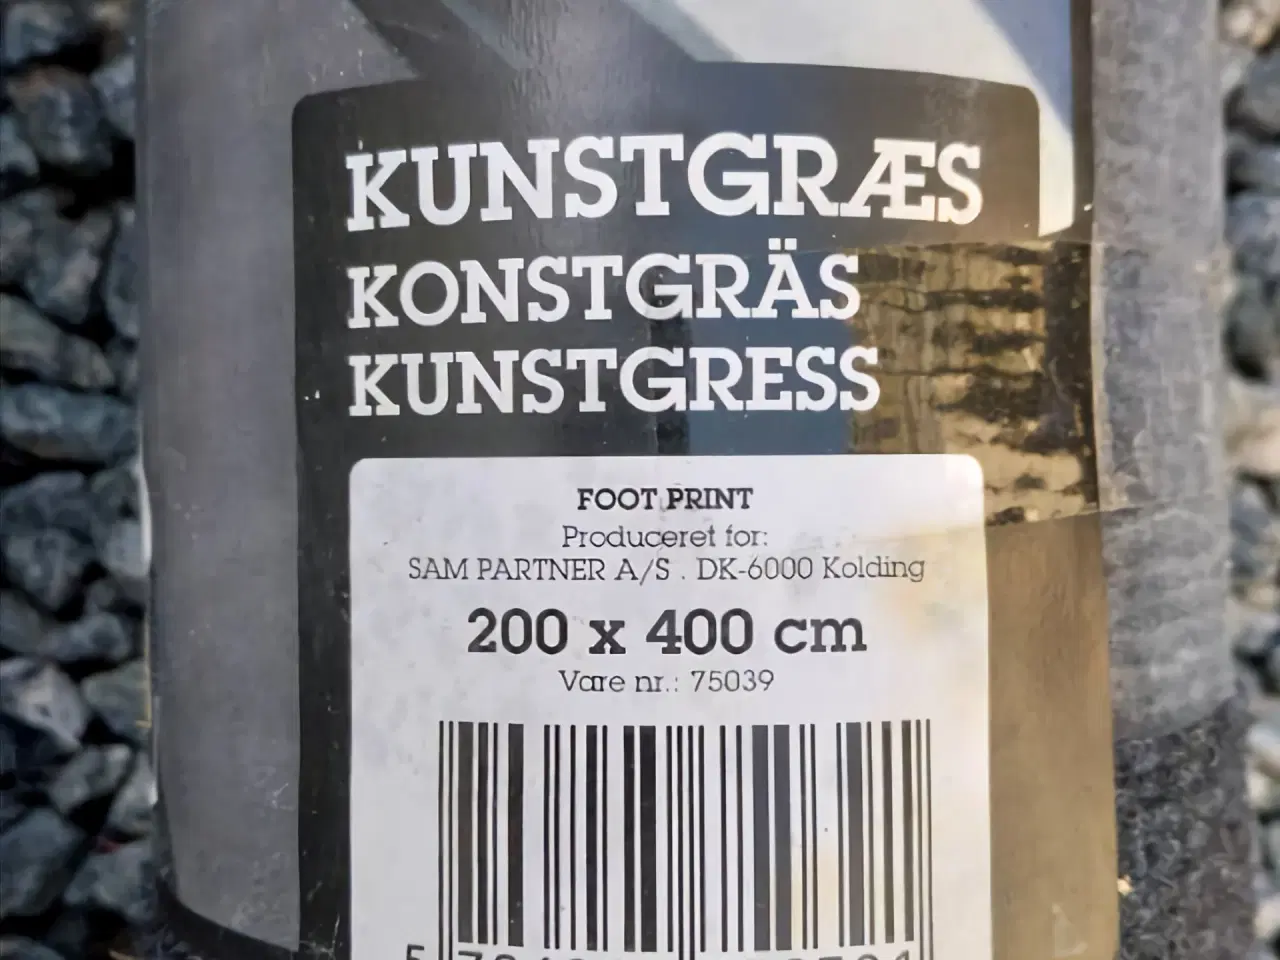 KUNSTGRÆS
KONSTGRÄS
KUNSTGRESS
FOOT PRINT
Produceret for:
SAM PARTNER A/S . DK-6000 Kolding
200 x 400 cm
Vare nr.: 75039